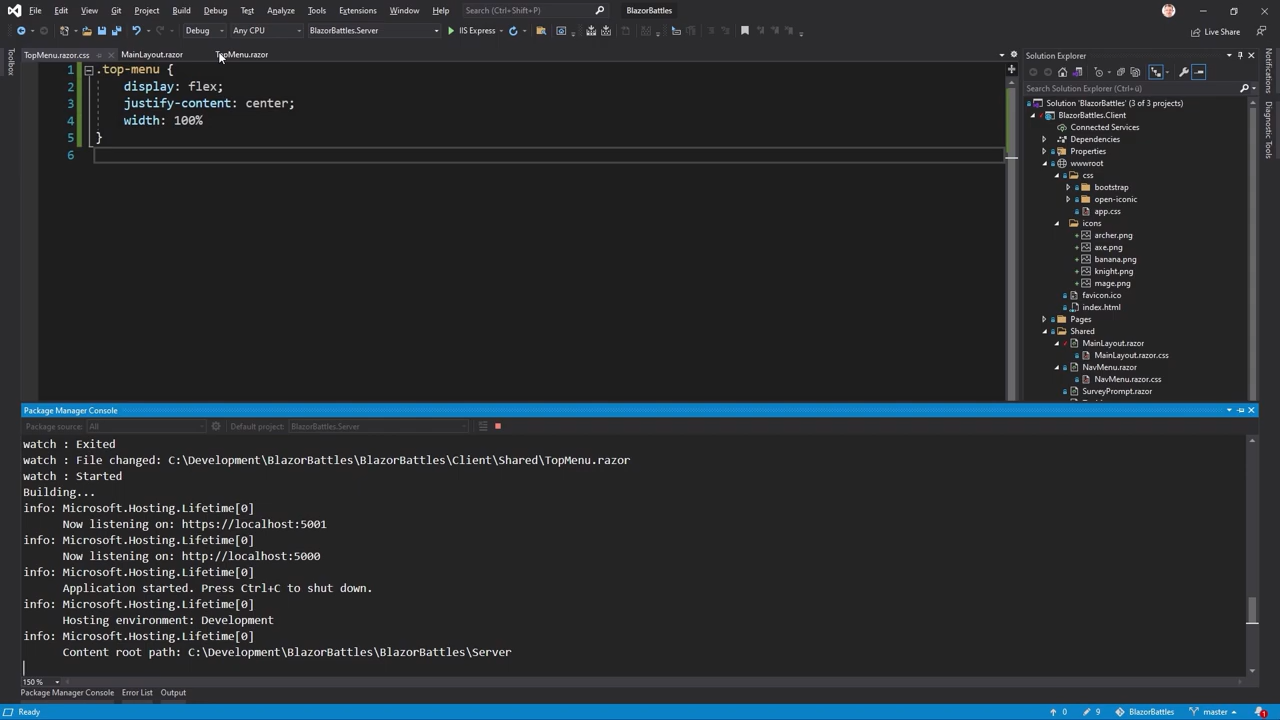 File Edit View Git Project Build Debug Test Analyze Tools Extensions Window Help Search (Ctrl+Shift+P) BlazorBattles
Debug Any CPU BlazorBattles.Server IIS Express Live Share
Toolbox
TopMenu.razor.css MainLayout.razor TopMenu.razor
1 .top-menu {
2 display: flex;
3 justify-content: center;
4 width: 100%
5 }
6
Solution Explorer
Search Solution Explorer (Ctrl+ü)
Solution 'BlazorBattles' (3 of 3 projects)
BlazorBattles.Client
Connected Services
Dependencies
Properties
wwwroot
css
bootstrap
open-iconic
app.css
icons
archer.png
axe.png
banana.png
knight.png
mage.png
favicon.ico
index.html
Pages
Shared
MainLayout.razor
MainLayout.razor.css
NavMenu.razor
NavMenu.razor.css
SurveyPrompt.razor
Notifications
Diagnostic Tools
Package Manager Console
Package source: All Default project: BlazorBattles.Server
watch : Exited
watch : File changed: C:\Development\BlazorBattles\BlazorBattles\Client\Shared\TopMenu.razor
watch : Started
Building...
info: Microsoft.Hosting.Lifetime[0]
Now listening on: https://localhost:5001
info: Microsoft.Hosting.Lifetime[0]
Now listening on: http://localhost:5000
info: Microsoft.Hosting.Lifetime[0]
Application started. Press Ctrl+C to shut down.
info: Microsoft.Hosting.Lifetime[0]
Hosting environment: Development
info: Microsoft.Hosting.Lifetime[0]
Content root path: C:\Development\BlazorBattles\BlazorBattles\Server
150 %
Package Manager Console Error List Output
Ready 0 9 BlazorBattles master 1